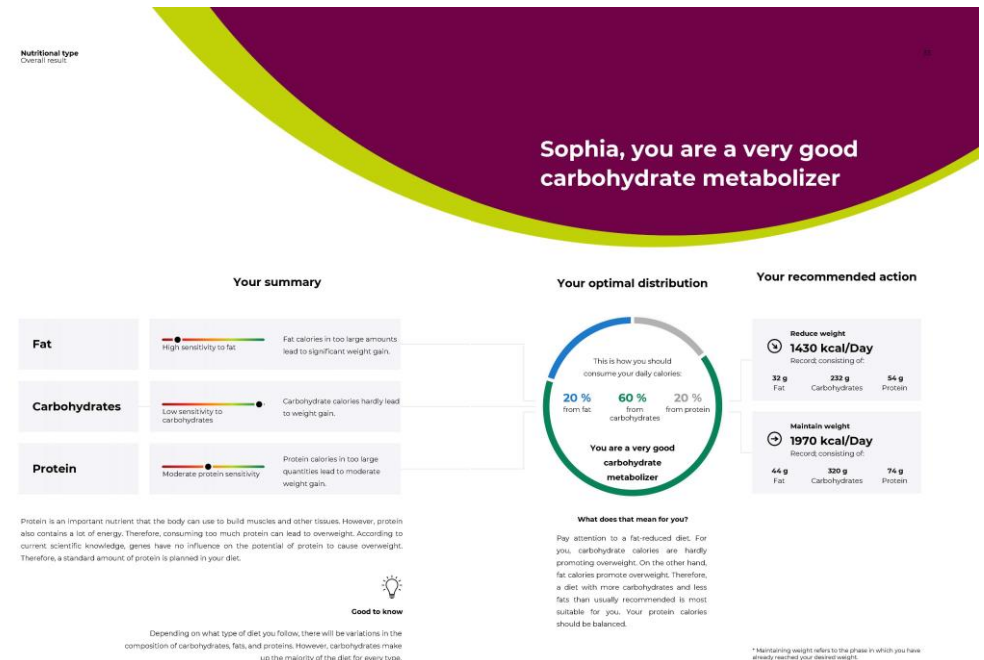 Nutritional type
Overall result
Sophia, you are a very good
carbohydrate metabolizer
Your summary
Fat
High sensitivity to fat
Fat calories in too large amounts
lead to significant weight gain.
Carbohydrates
Low sensitivity to
carbohydrates
Carbohydrate calories hardly lead
to weight gain.
Protein
Moderate protein sensitivity
Protein calories in too large
quantities lead to moderate
weight gain.
Protein is an important nutrient that the body can use to build muscles and other tissues. However, protein
also contains a lot of energy. Therefore, consuming too much protein can lead to overweight. According to
current scientific knowledge, genes have no influence on the potential of protein to cause overweight.
Therefore, a standard amount of protein is planned in your diet.
Good to know
Depending on what type of diet you follow, there will be variations in the
composition of carbohydrates, fats, and proteins. However, carbohydrates make
up the majority of the diet for every type.
Your optimal distribution
This is how you should
consume your daily calories:
20 % 60 % 20 %
from fat from from protein
carbohydrates
You are a very good
carbohydrate
metabolizer
What does that mean for you?
Pay attention to a fat-reduced diet. For
you, carbohydrate calories are hardly
promoting overweight. On the other hand,
fat calories promote overweight. Therefore,
a diet with more carbohydrates and less
fats than usually recommended is most
suitable for you. Your protein calories
should be balanced.
Your recommended action
Reduce weight
1430 kcal/Day
Record; consisting of:
32 g 232 g 54 g
Fat Carbohydrates Protein
Maintain weight
1970 kcal/Day
Record; consisting of:
44 g 320 g 74 g
Fat Carbohydrates Protein
* Maintaining weight refers to the phase in which you have
already reached your desired weight.